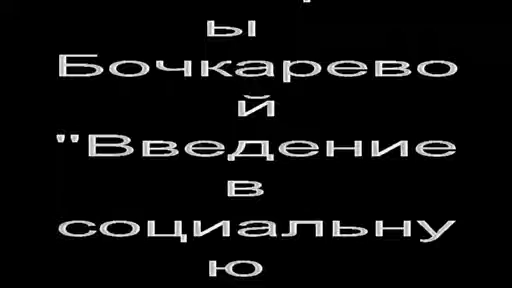 ы
Бочкарево
й
"Введение
в
социальну
ю